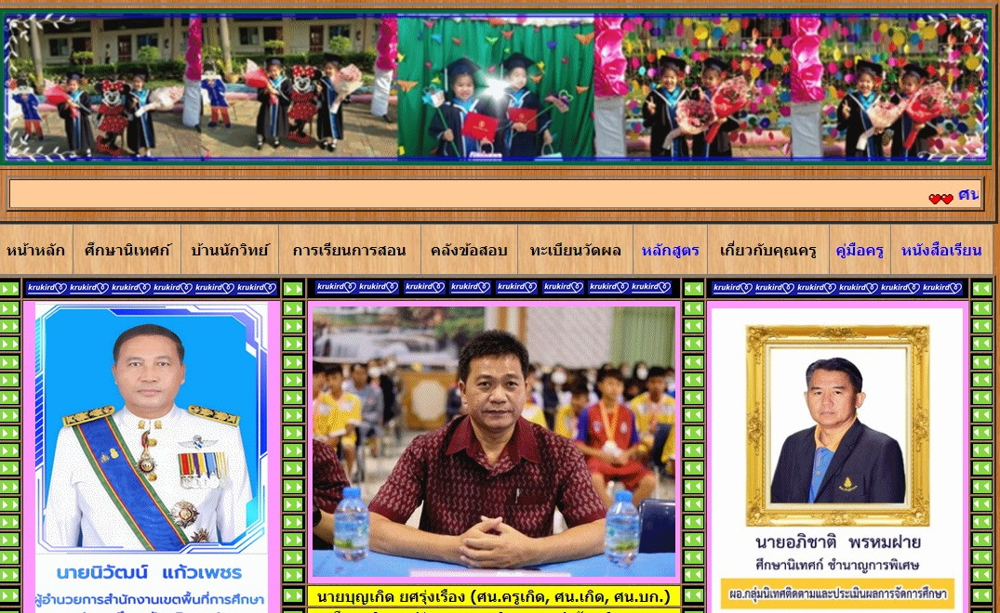 ศน
หน้าหลัก ศึกษานิเทศก์ บ้านนักวิทย์ การเรียนการสอน คลังข้อสอบ ทะเบียนวัดผล หลักสูตร เกี่ยวกับคุณครู คู่มือครู หนังสือเรียน
krukird krukird krukird krukird krukird krukird
krukird krukird krukird krukird krukird krukird krukird krukird
krukird krukird krukird krukird krukird krukird
นายนิวัฒน์ แก้วเพชร
ผู้อำนวยการสำนักงานเขตพื้นที่การศึกษา
นายบุญเกิด ยศรุ่งเรือง (ศน.ครูเกิด, ศน.เกิด, ศน.บก.)
นายอภิชาติ พรหมฝาย
ศึกษานิเทศก์ ชำนาญการพิเศษ
ผอ.กลุ่มนิเทศติดตามและประเมินผลการจัดการศึกษา